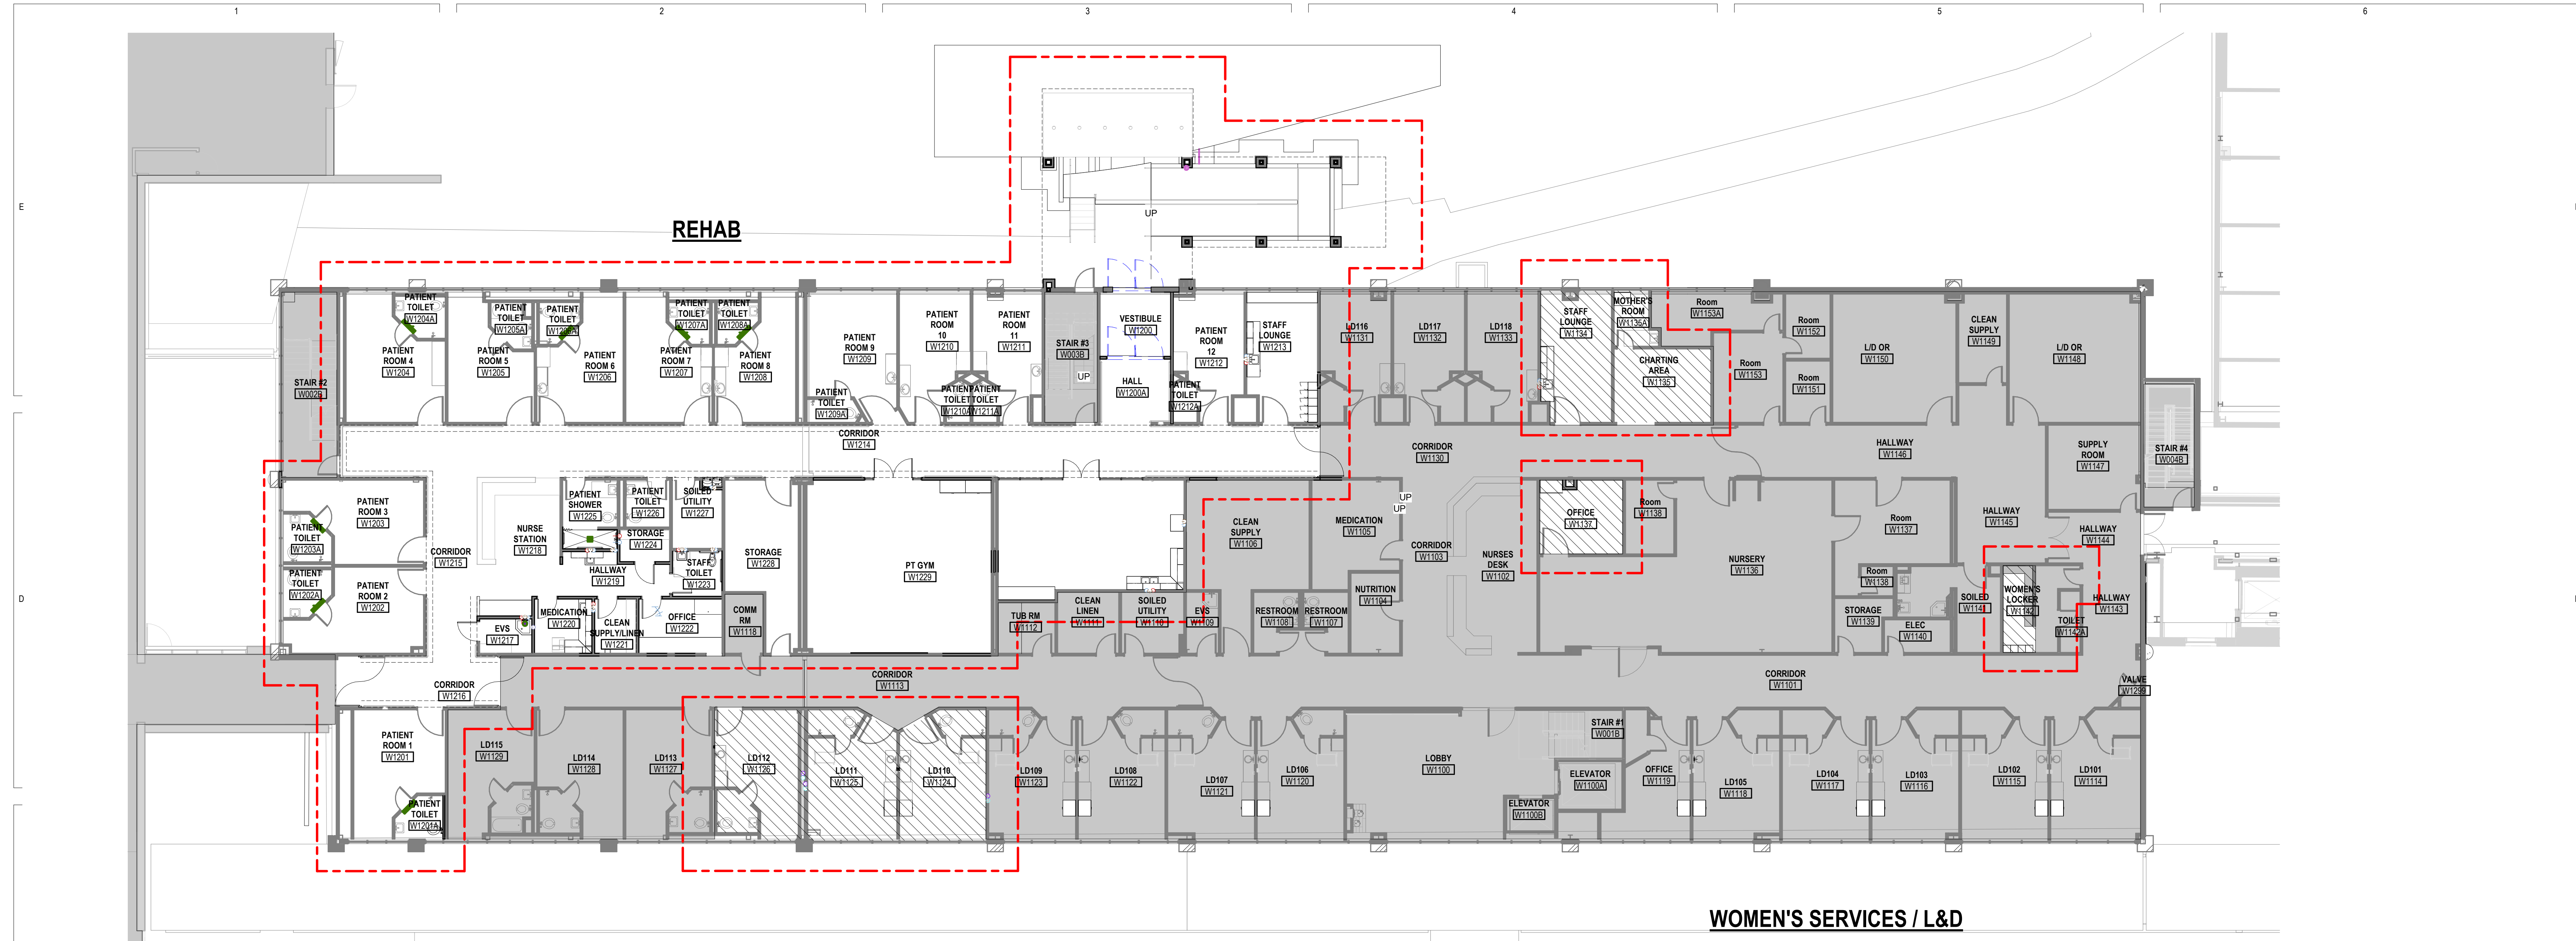 1
2
3
4
5
6
E
D
REHAB
UP
PATIENT
TOILET
W1204A
PATIENT
ROOM 4
W1204
PATIENT
TOILET
W1205A
PATIENT
ROOM 5
W1205
PATIENT
TOILET
PATIENT
ROOM 6
W1206
PATIENT
TOILET
W1207A
PATIENT
ROOM 7
W1207
PATIENT
TOILET
W1208A
PATIENT
ROOM 8
W1208
PATIENT
ROOM 9
W1209
PATIENT
TOILET
W1209A
PATIENT
ROOM
10
W1210
PATIENT
TOILET
W1210A
PATIENT
ROOM
11
W1211
PATIENT
TOILET
W1211A
STAIR #3
W003B
UP
VESTIBULE
W1200
HALL
W1200A
PATIENT
ROOM
12
W1212
PATIENT
TOILET
W1212A
STAFF
LOUNGE
W1213
LD116
W1131
LD117
W1132
LD118
W1133
STAFF
LOUNGE
W1134
MOTHER'S
ROOM
W1135A
CHARTING
AREA
W1135
Room
W1153A
Room
W1153
Room
W1152
Room
W1151
L/D OR
W1150
CLEAN
SUPPLY
W1149
L/D OR
W1148
STAIR #2
W002B
CORRIDOR
W1214
CORRIDOR
W1130
HALLWAY
W1146
SUPPLY
ROOM
W1147
STAIR #4
W004B
PATIENT
ROOM 3
W1203
PATIENT
TOILET
W1203A
PATIENT
TOILET
W1202A
PATIENT
ROOM 2
W1202
CORRIDOR
W1215
NURSE
STATION
W1218
PATIENT
SHOWER
W1225
PATIENT
TOILET
W1226
SOILED
UTILITY
W1227
STORAGE
W1224
STAFF
TOILET
W1223
HALLWAY
W1219
STORAGE
W1228
PT GYM
W1229
EVS
W1217
MEDICATION
W1220
CLEAN
SUPPLY/LINEN
W1221
OFFICE
W1222
COMM
RM
W1118
TUB RM
W1112
CLEAN
LINEN
W1111
SOILED
UTILITY
W1110
EVS
W1109
CLEAN
SUPPLY
W1106
RESTROOM
W1108
RESTROOM
W1107
MEDICATION
W1105
NUTRITION
W1104
UP
UP
CORRIDOR
W1103
NURSES
DESK
W1102
OFFICE
W1137
Room
W1138
NURSERY
W1136
Room
W1137
Room
W1138
STORAGE
W1139
ELEC
W1140
HALLWAY
W1145
HALLWAY
W1144
SOILED
W1141
WOMEN'S
LOCKER
W1142
TOILET
W1142A
HALLWAY
W1143
CORRIDOR
W1216
CORRIDOR
W1113
CORRIDOR
W1101
VALVE
W1299
PATIENT
ROOM 1
W1201
PATIENT
TOILET
W1201A
LD115
W1129
LD114
W1128
LD113
W1127
LD112
W1126
LD111
W1125
LD110
W1124
LD109
W1123
LD108
W1122
LD107
W1121
LD106
W1120
LOBBY
W1100
STAIR #1
W001B
ELEVATOR
W1100A
ELEVATOR
W1100B
OFFICE
W1119
LD105
W1118
LD104
W1117
LD103
W1116
LD102
W1115
LD101
W1114
WOMEN'S SERVICES / L&D